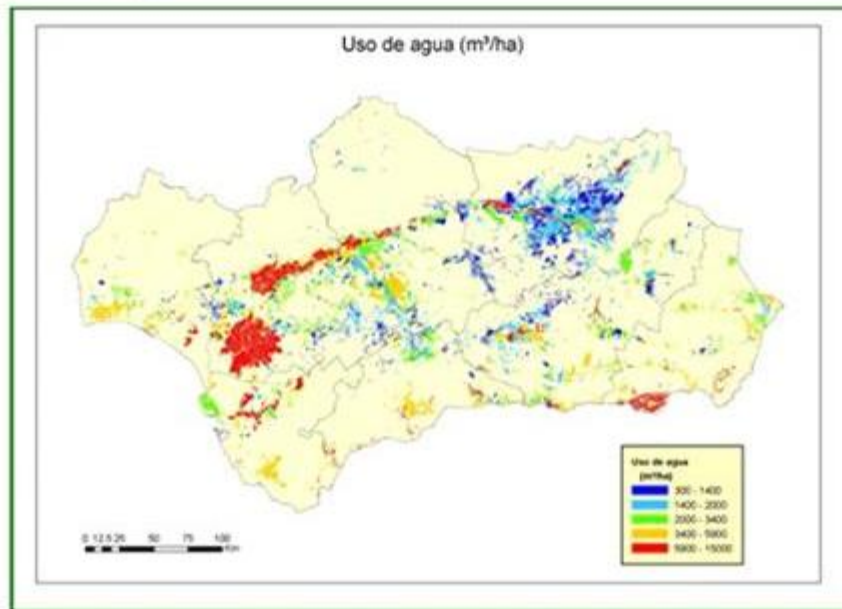 Uso de agua (m³/ha)
Uso de agua
(m³/ha)
300 - 1400
1400 - 2000
2000 - 3400
3400 - 5900
5900 - 15000
0 12,5 25 50 75 100
Km